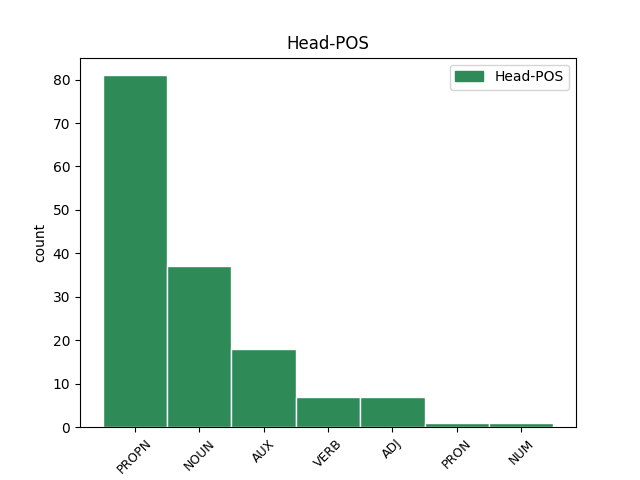 Head-POS
Head-POS
80
70
60
50
40
30
20
10
0
count
PROPN
NOUN
AUX
VERB
ADJ
PRON
NUM